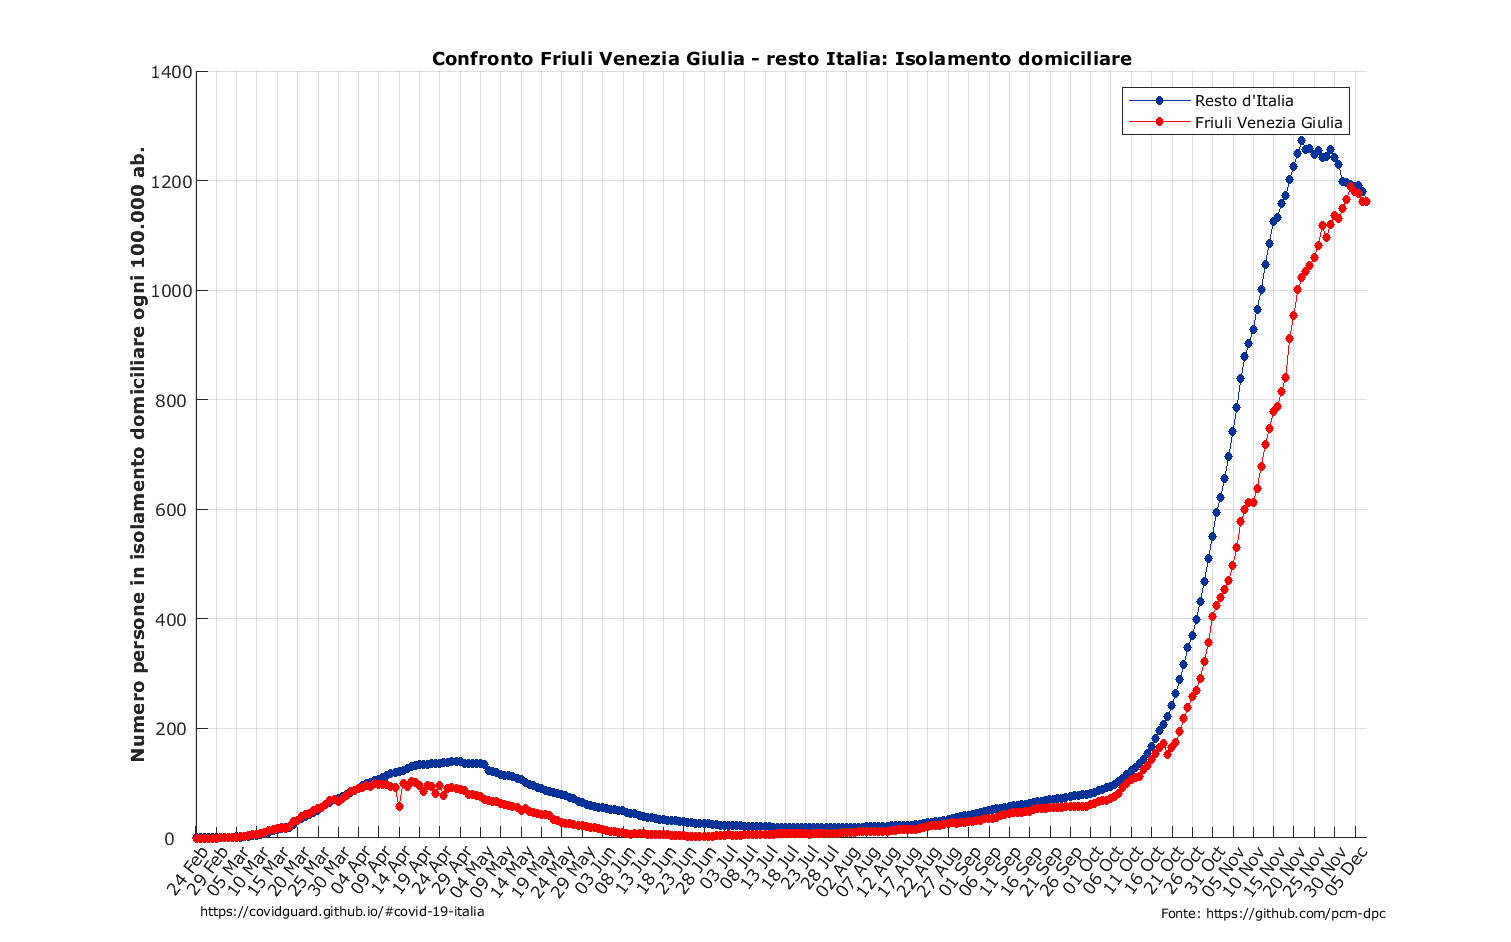 Confronto Friuli Venezia Giulia - resto Italia: Isolamento domiciliare
Resto d'Italia
Friuli Venezia Giulia
Numero persone in isolamento domiciliare ogni 100.000 ab.
1400
1200
1000
800
600
400
200
0
24 Feb
29 Feb
05 Mar
10 Mar
15 Mar
20 Mar
25 Mar
30 Mar
04 Apr
09 Apr
14 Apr
19 Apr
24 Apr
29 Apr
04 May
09 May
14 May
19 May
24 May
29 May
03 Jun
08 Jun
13 Jun
18 Jun
23 Jun
28 Jun
03 Jul
08 Jul
13 Jul
18 Jul
23 Jul
28 Jul
02 Aug
07 Aug
12 Aug
17 Aug
22 Aug
27 Aug
01 Sep
06 Sep
11 Sep
16 Sep
21 Sep
26 Sep
01 Oct
06 Oct
11 Oct
16 Oct
21 Oct
26 Oct
31 Oct
05 Nov
10 Nov
15 Nov
20 Nov
25 Nov
30 Nov
05 Dec
https://covidguard.github.io/#covid-19-italia
Fonte: https://github.com/pcm-dpc